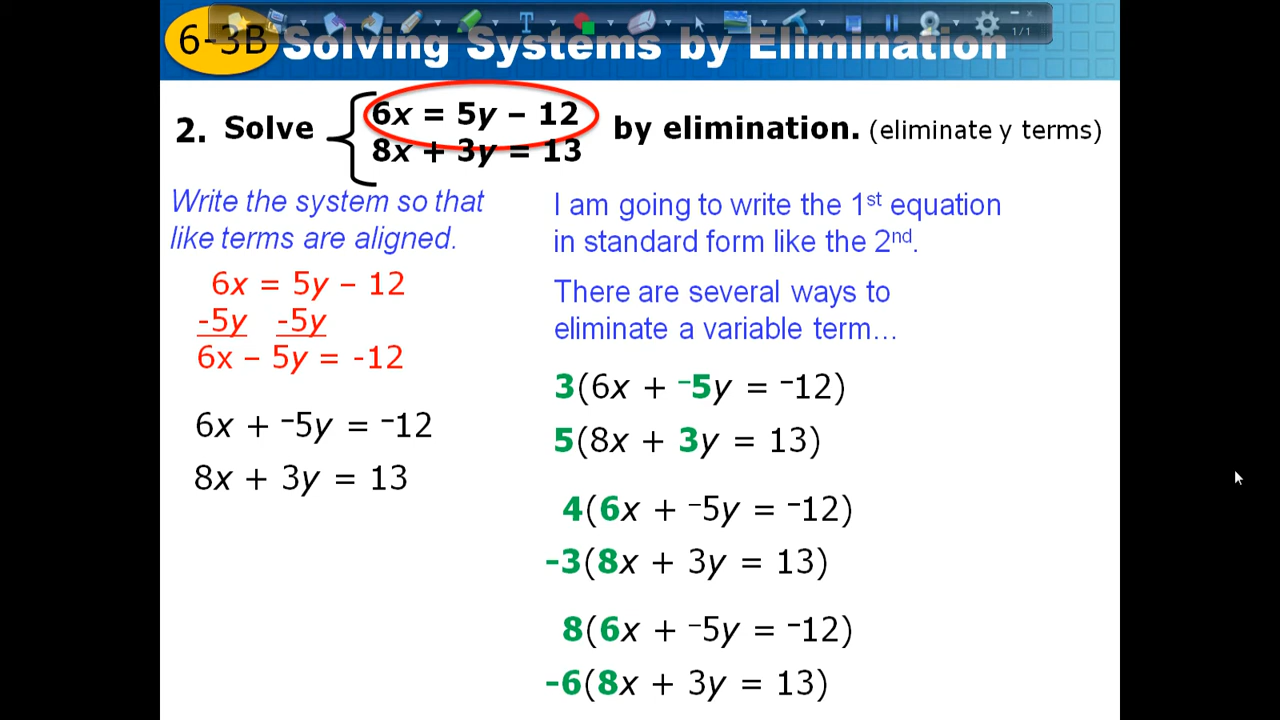 6-3B Solving Systems by Elimination
1/1
2. Solve { 6x = 5y – 12
8x + 3y = 13 by elimination. (eliminate y terms)
Write the system so that
like terms are aligned.
6x = 5y – 12
-5y -5y
6x – 5y = -12
6x + –5y = –12
8x + 3y = 13
I am going to write the 1st equation
in standard form like the 2nd.
There are several ways to
eliminate a variable term…
3(6x + –5y = –12)
5(8x + 3y = 13)
4(6x + –5y = –12)
-3(8x + 3y = 13)
8(6x + –5y = –12)
-6(8x + 3y = 13)